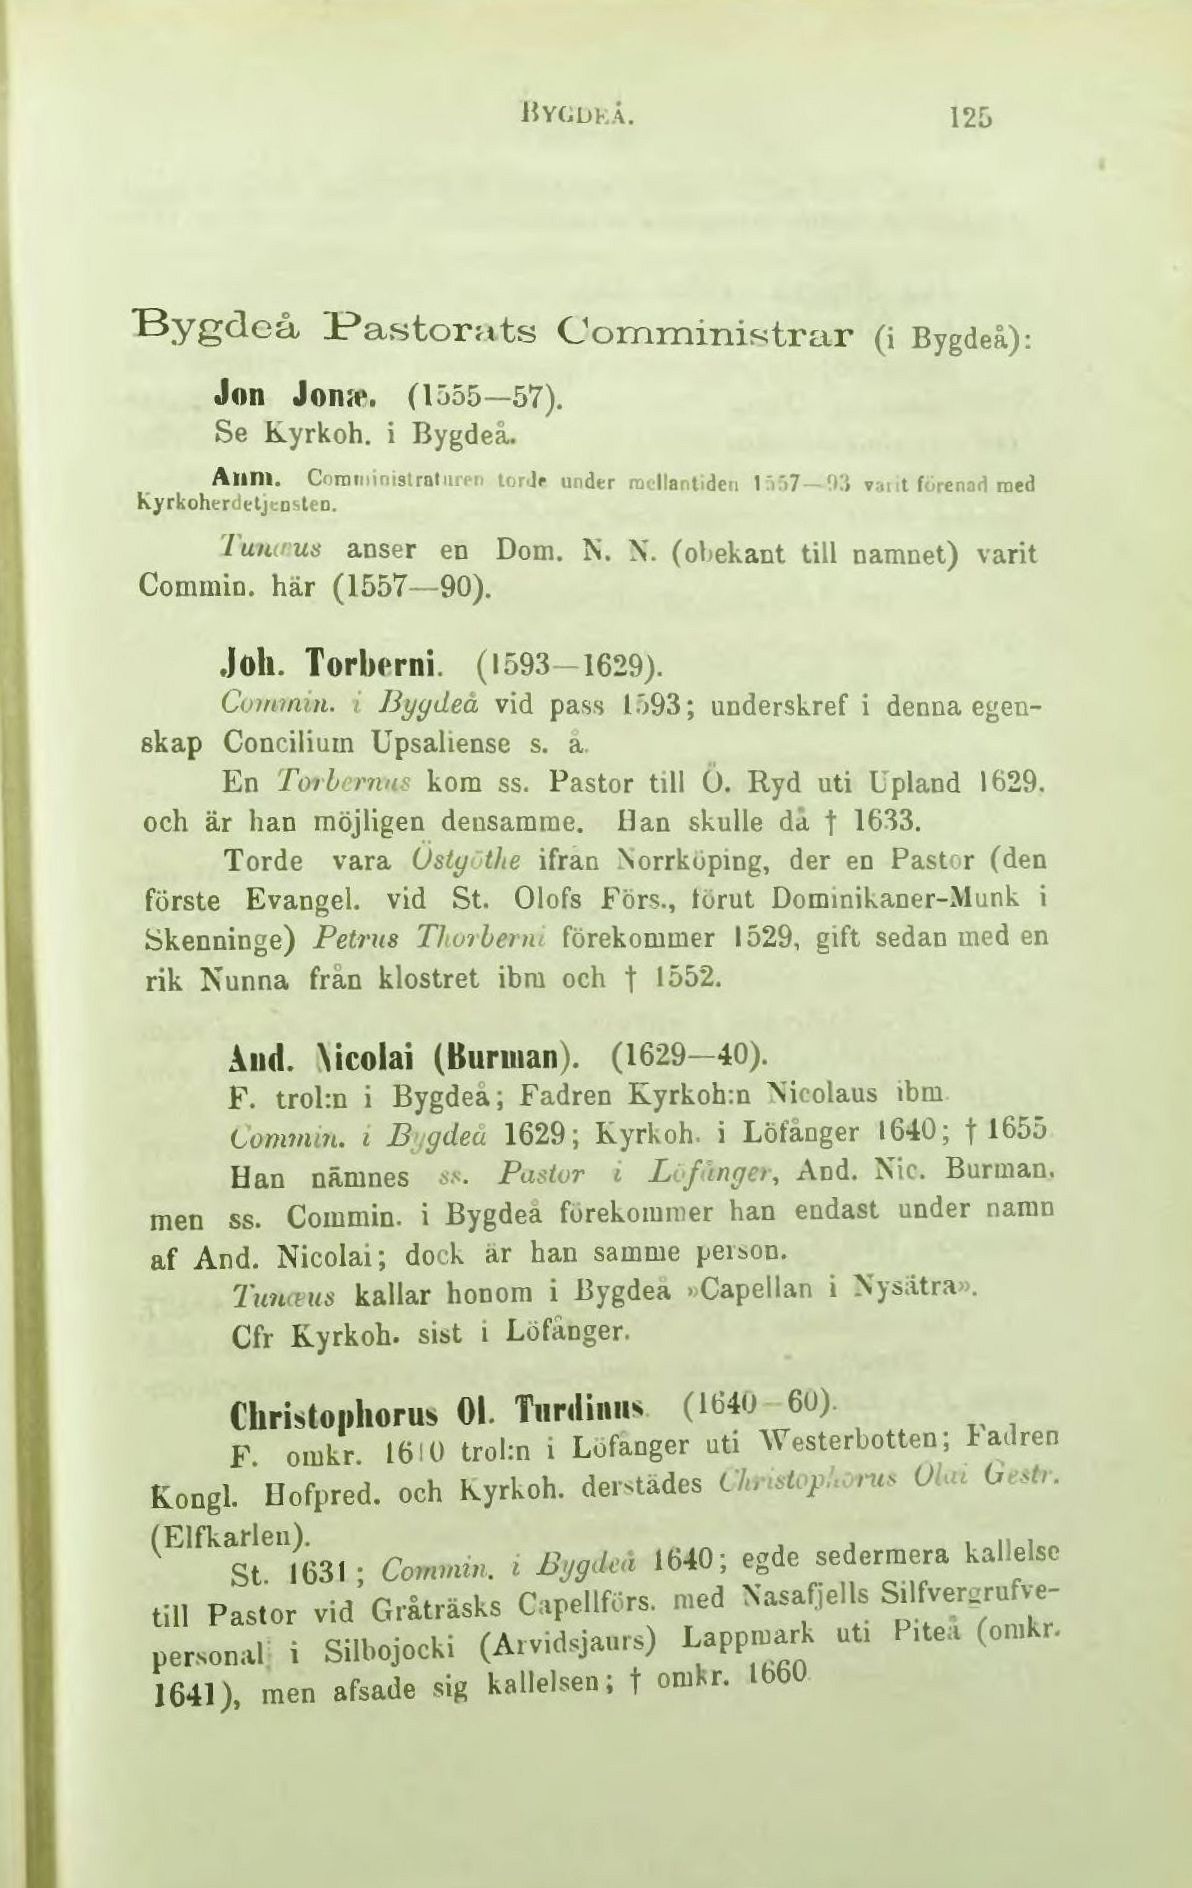 BYGDEÅ. 125
Bygdeå Pastorats Comministrar (i Bygdeå):
Jon Jonæ. (1555—57).
Se Kyrkoh. i Bygdeå.
Anm. Comministraturen torde under mellantiden 1557—93 varit förenad med
Kyrkoherdetjensten.
Tunæus anser en Dom. N. N. (obekant till namnet) varit
Commin. här (1557—90).
Joh. Torberni. (1593—1629).
Commin. i Bygdeå vid pass 1593; underskref i denna egen-
skap Concilium Upsaliense s. å.
En Torbernus kom ss. Pastor till Ö. Ryd uti Upland 1629.
och är han möjligen densamme. Han skulle då † 1633.
Torde vara Östgöthe ifrån Norrköping, der en Pastor (den
förste Evangel. vid St. Olofs Förs., förut Dominikaner-Munk i
Skenninge) Petrus Thorberni förekommer 1529, gift sedan med en
rik Nunna från klostret ibm och † 1552.
And. Nicolai (Burman). (1629—40).
F. trol:n i Bygdeå; Fadren Kyrkoh:n Nicolaus ibm.
Commin. i Bygdeå 1629; Kyrkoh. i Löfånger 1640; † 1655
Han nämnes ss. Pastor i Löfånger, And. Nic. Burman,
men ss. Commin. i Bygdeå förekommer han endast under namn
af And. Nicolai; dock är han samme person.
Tunæus kallar honom i Bygdeå »Capellan i Nysätra».
Cfr Kyrkoh. sist i Löfånger.
Christophorus Ol. Turdinus. (1640—60).
F. omkr. 1610 trol:n i Löfånger uti Westerbotten; Fadren
Kongl. Hofpred. och Kyrkoh. derstädes Christophorus Olai Gestr.
(Elfkarlen).
St. 1631; Commin. i Bygdeå 1640; egde sedermera kallelse
till Pastor vid Gråträsks Capellförs. med Nasafjells Silfvergrufve-
personal i Silbojocki (Arvidsjaurs) Lappmark uti Piteå (omkr.
1641), men afsade sig kallelsen; † omkr. 1660